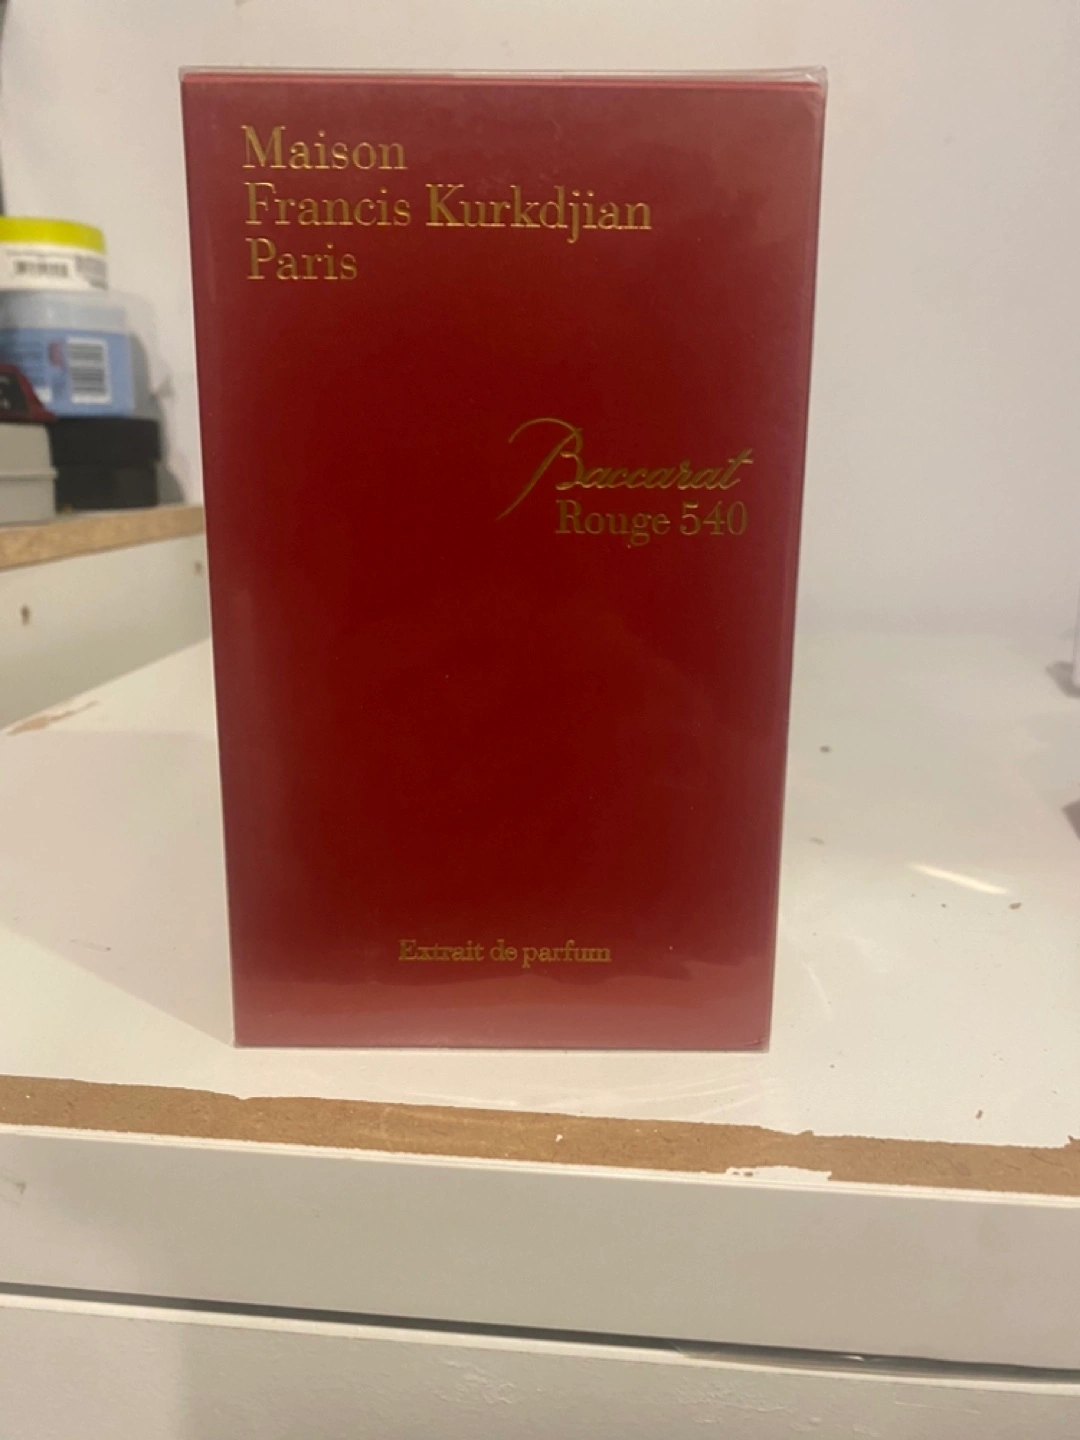 Maison
Francis Kurkdjian
Paris
Baccarat
Rouge 540
Extrait de parfum